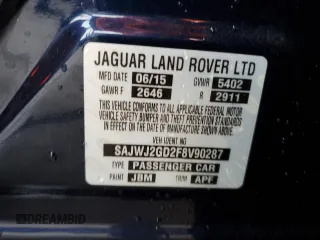 JAGUAR LAND ROVER LTD
MFD DATE 06/15 GVWR 5402
GAWR F 2646 R 2911
THIS VEHICLE CONFORMS TO ALL APPLICABLE FEDERAL MOTOR
VEHICLE SAFETY BUMPER AND THEFT PREVENTION STANDARDS
IN EFFECT ON THE DATE OF MANUFACTURE SHOWN ABOVE
VEH IDENT NO
SAJWJ2GD2F8V90287
TYPE PASSENGER CAR
PAINT JBM TRIM APF
© DREAMBID